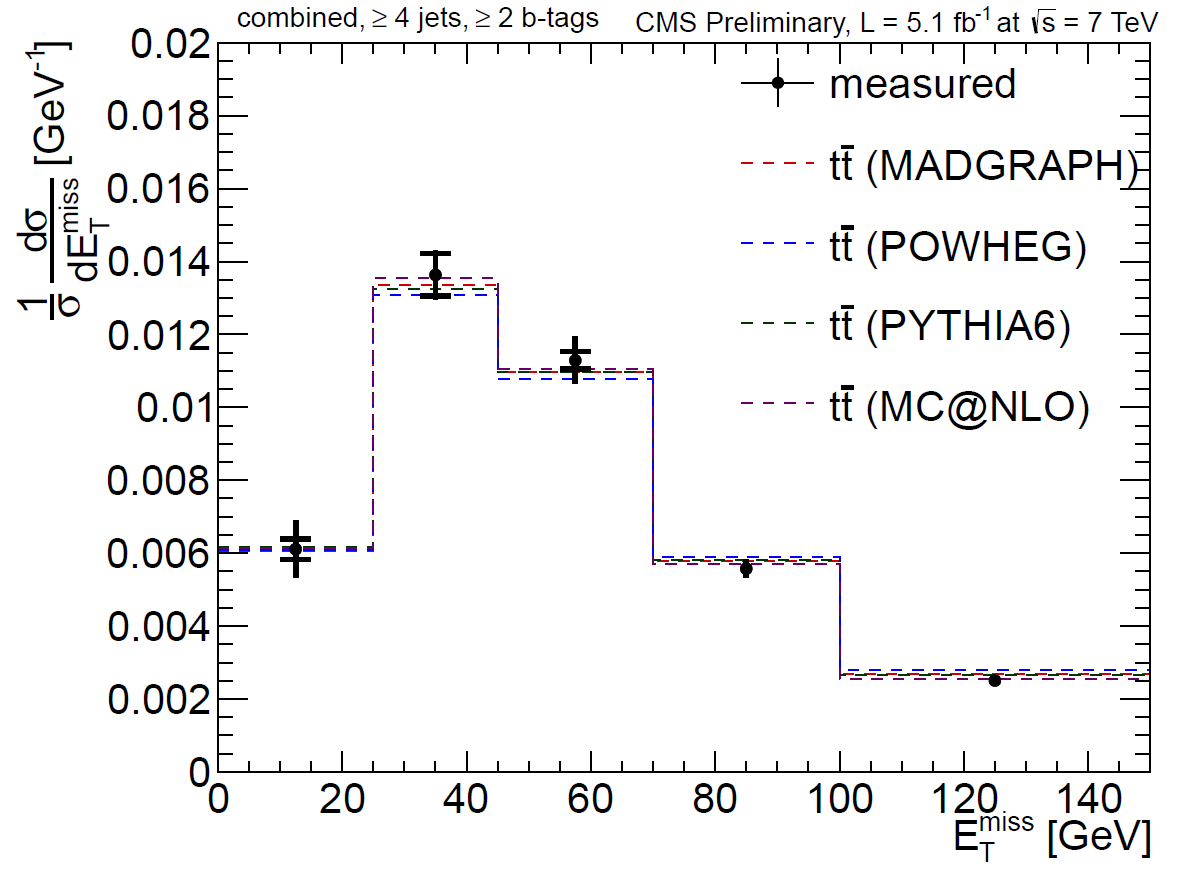 combined, ≥ 4 jets, ≥ 2 b-tags CMS Preliminary, L = 5.1 fb⁻¹ at √s = 7 TeV
1/σ dσ/dE_T^miss [GeV⁻¹]
0.02
0.018
0.016
0.014
0.012
0.01
0.008
0.006
0.004
0.002
0
measured
tt̄ (MADGRAPH)
tt̄ (POWHEG)
tt̄ (PYTHIA6)
tt̄ (MC@NLO)
0 20 40 60 80 100 120 140
E_T^miss [GeV]